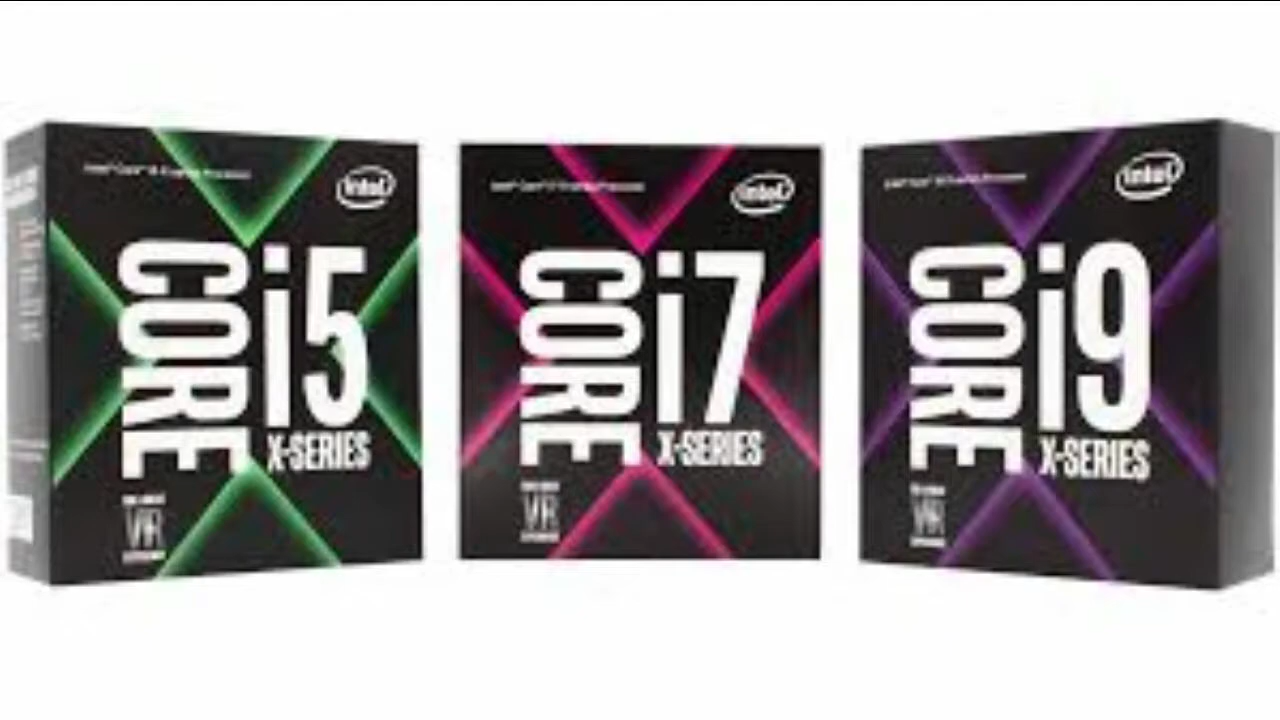 intel
CORE
i5
X-SERIES
VR
intel
CORE
i7
X-SERIES
VR
intel
CORE
i9
X-SERIES
VR